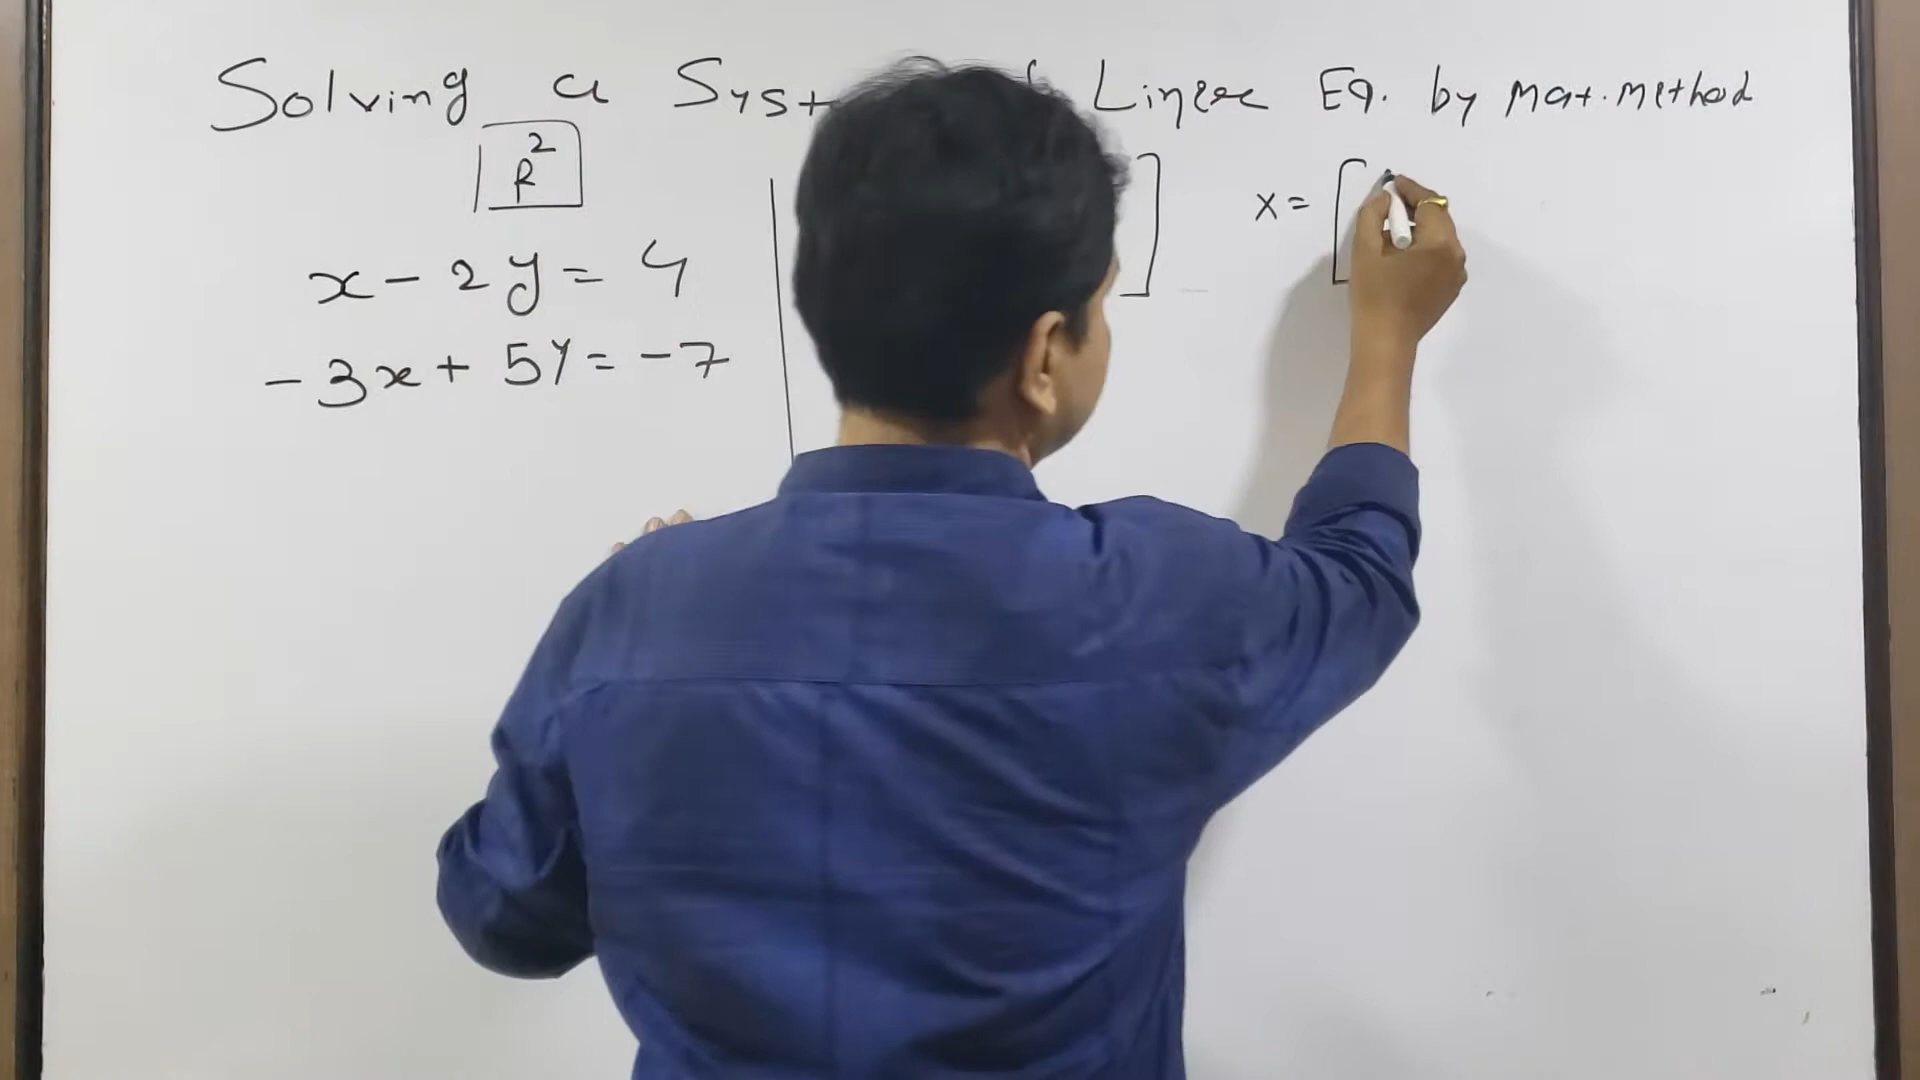 Solving a Syst Linear Eq. by Mat. method
R²
x - 2y = 4
-3x + 5y = -7
x = [
]